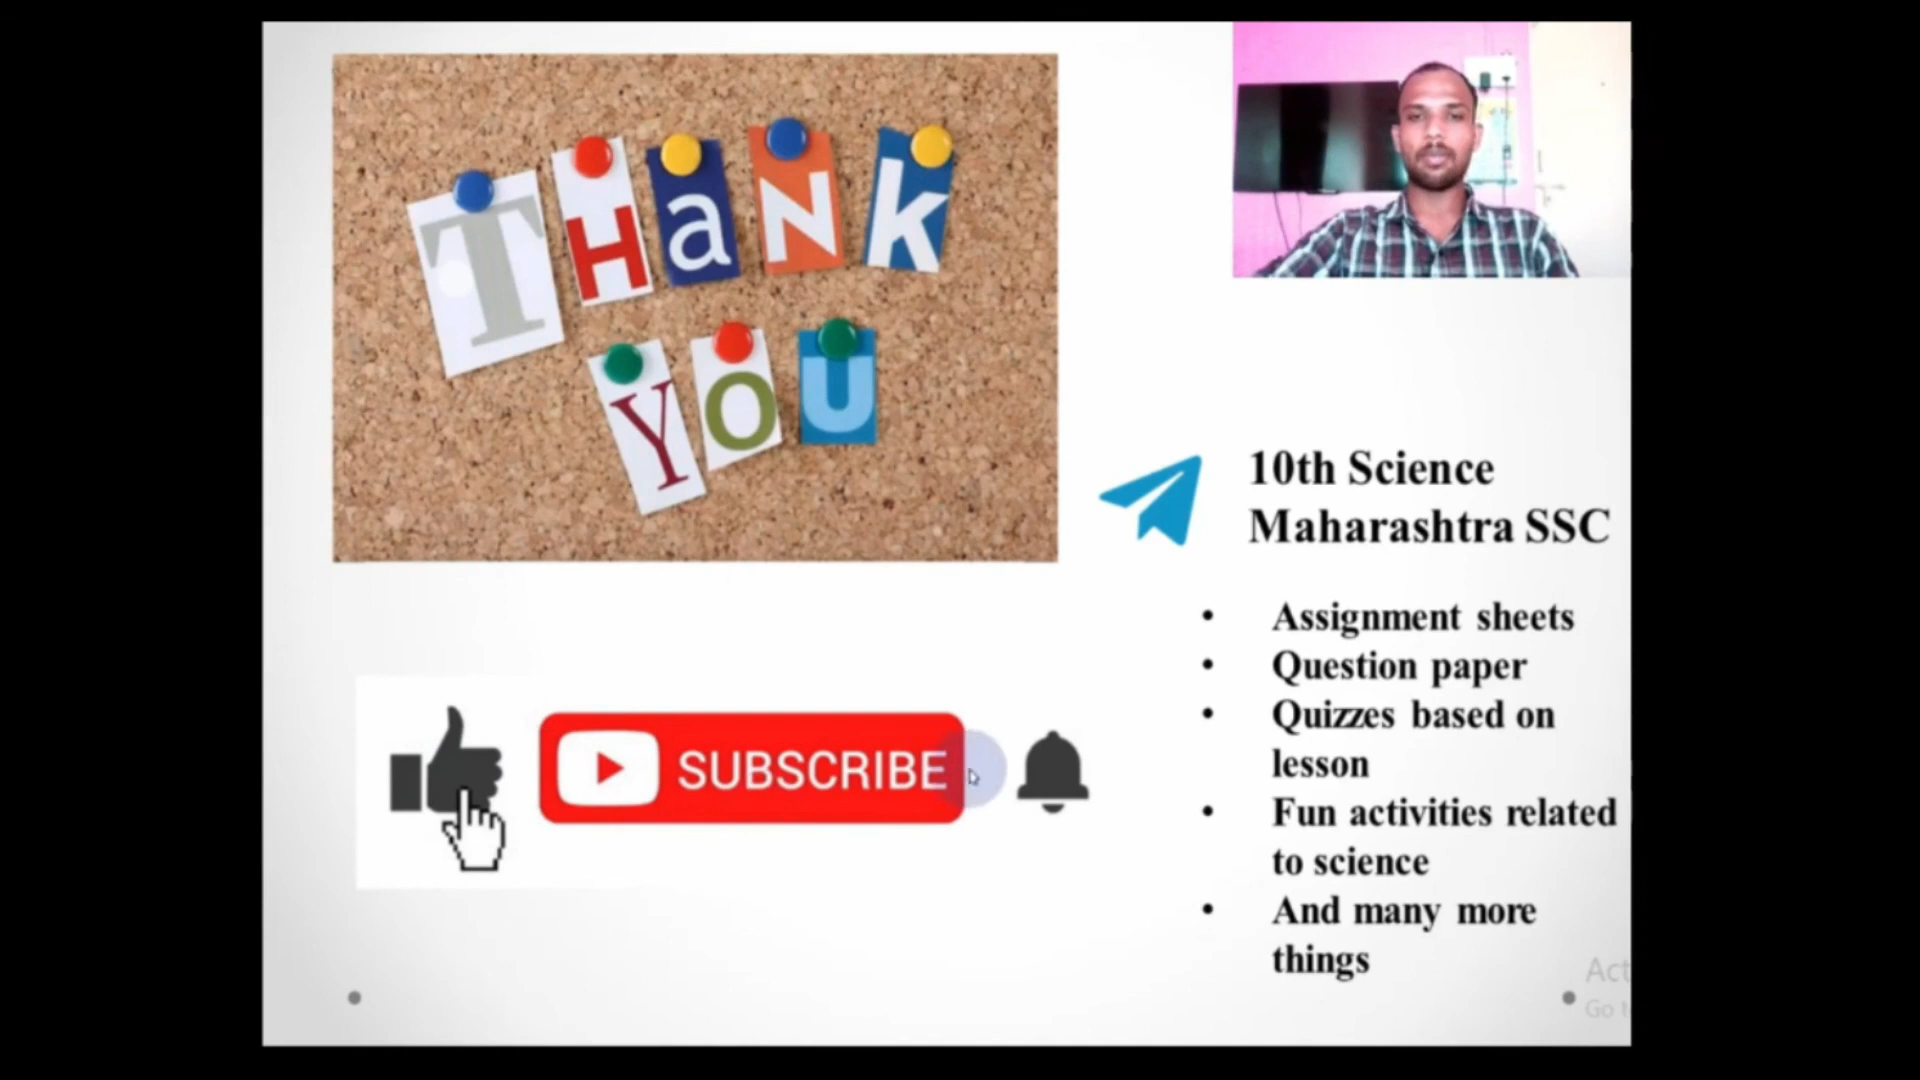 THaNk
YOU
10th Science
Maharashtra SSC
• Assignment sheets
• Question paper
• Quizzes based on
lesson
• Fun activities related
to science
• And many more
things
SUBSCRIBE
Go